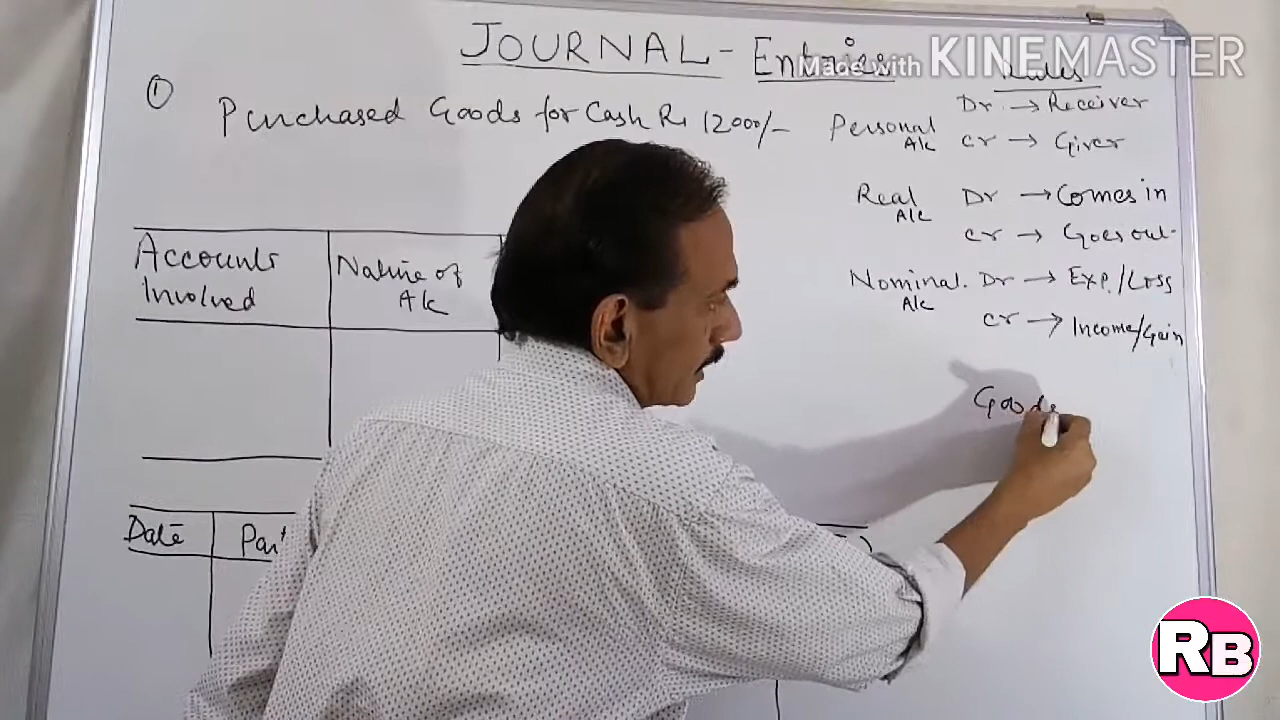 JOURNAL - Entries
Made with KINEMASTER
Rules
①
Purchased Goods for Cash Rs 12000/-
Personal A/c Dr. → Receiver
Cr → Giver
Real A/c Dr → Comes in
Cr → Goes out.
Nominal. A/c Dr → Exp./Loss
Cr → Income/Gain
Accounts Involved
Nature of A/c
Goods
Date
RB